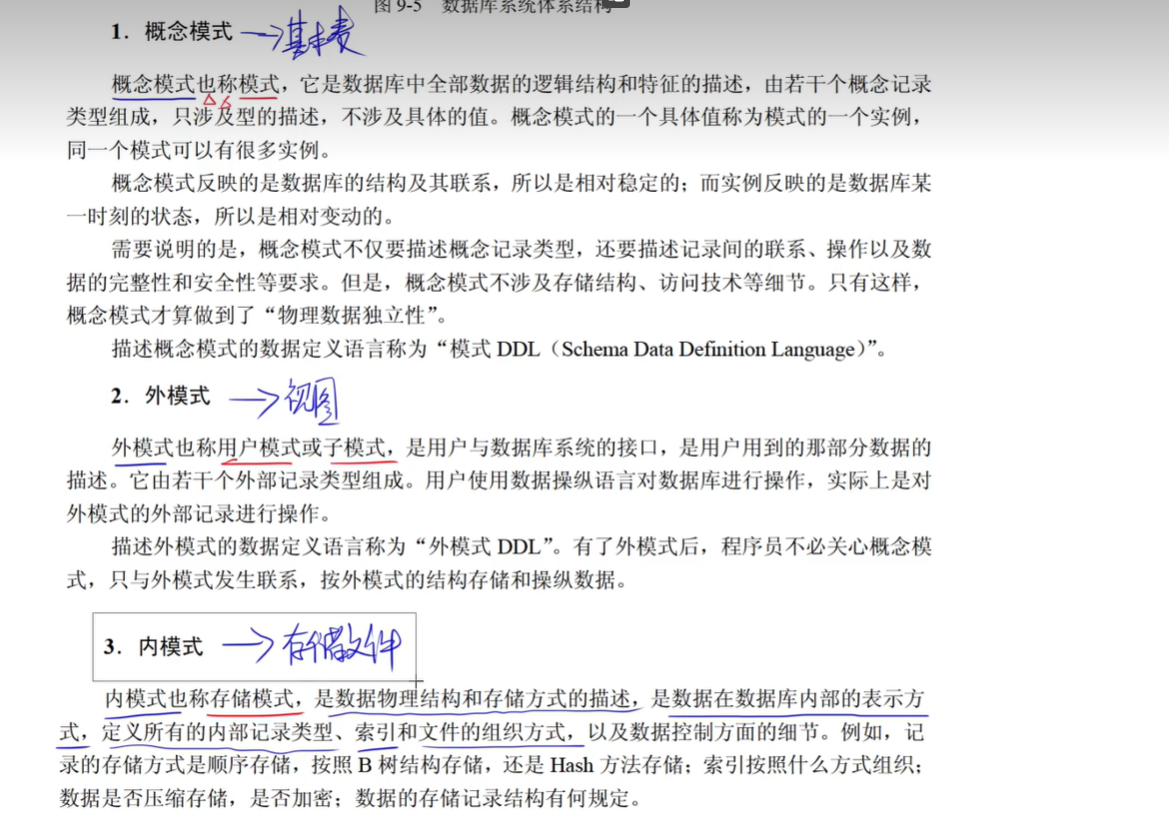 图 9-5 数据库系统体系结构
1. 概念模式 →基本表
概念模式也称模式，它是数据库中全部数据的逻辑结构和特征的描述，由若干个概念记录
类型组成，只涉及型的描述，不涉及具体的值。概念模式的一个具体值称为模式的一个实例，
同一个模式可以有很多实例。
概念模式反映的是数据库的结构及其联系，所以是相对稳定的；而实例反映的是数据库某
一时刻的状态，所以是相对变动的。
需要说明的是，概念模式不仅要描述概念记录类型，还要描述记录间的联系、操作以及数
据的完整性和安全性等要求。但是，概念模式不涉及存储结构、访问技术等细节。只有这样，
概念模式才算做到了“物理数据独立性”。
描述概念模式的数据定义语言称为“模式 DDL（Schema Data Definition Language）”。
2. 外模式 →视图
外模式也称用户模式或子模式，是用户与数据库系统的接口，是用户用到的那部分数据的
描述。它由若干个外部记录类型组成。用户使用数据操纵语言对数据库进行操作，实际上是对
外模式的外部记录进行操作。
描述外模式的数据定义语言称为“外模式 DDL”。有了外模式后，程序员不必关心概念模
式，只与外模式发生联系，按外模式的结构存储和操纵数据。
3. 内模式 →存储文件
内模式也称存储模式，是数据物理结构和存储方式的描述，是数据在数据库内部的表示方
式，定义所有的内部记录类型、索引和文件的组织方式，以及数据控制方面的细节。例如，记
录的存储方式是顺序存储，按照 B 树结构存储，还是 Hash 方法存储；索引按照什么方式组织；
数据是否压缩存储，是否加密；数据的存储记录结构有何规定。